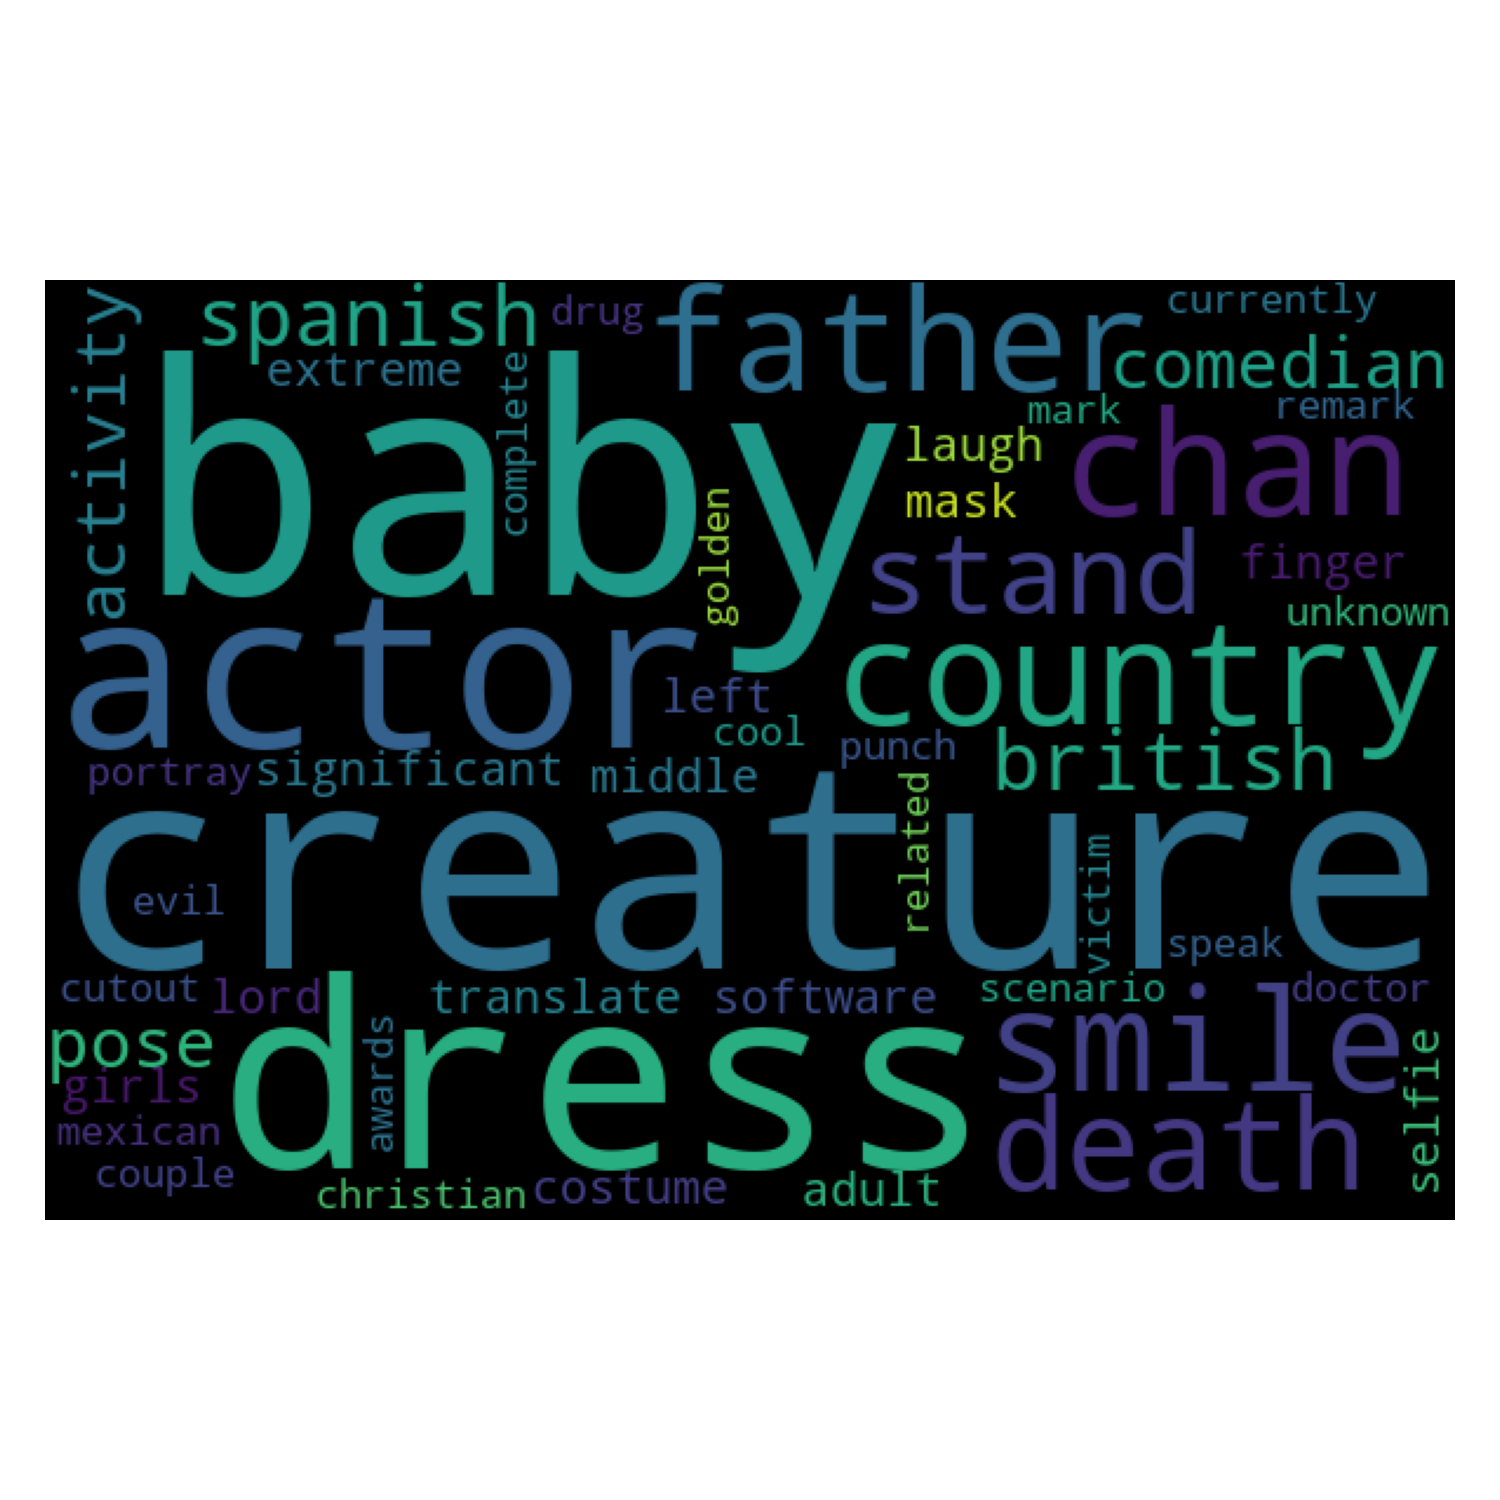 activity
spanish
drug
father
currently
extreme
complete
comedian
baby
mark
remark
laugh
chan
mask
golden
stand
finger
unknown
actor
left
country
cool
punch
british
portray
significant
middle
related
creature
evil
victim
speak
cutout
lord
translate
software
scenario
doctor
pose
dress
smile
awards
girls
selfie
mexican
death
couple
christian
costume
adult